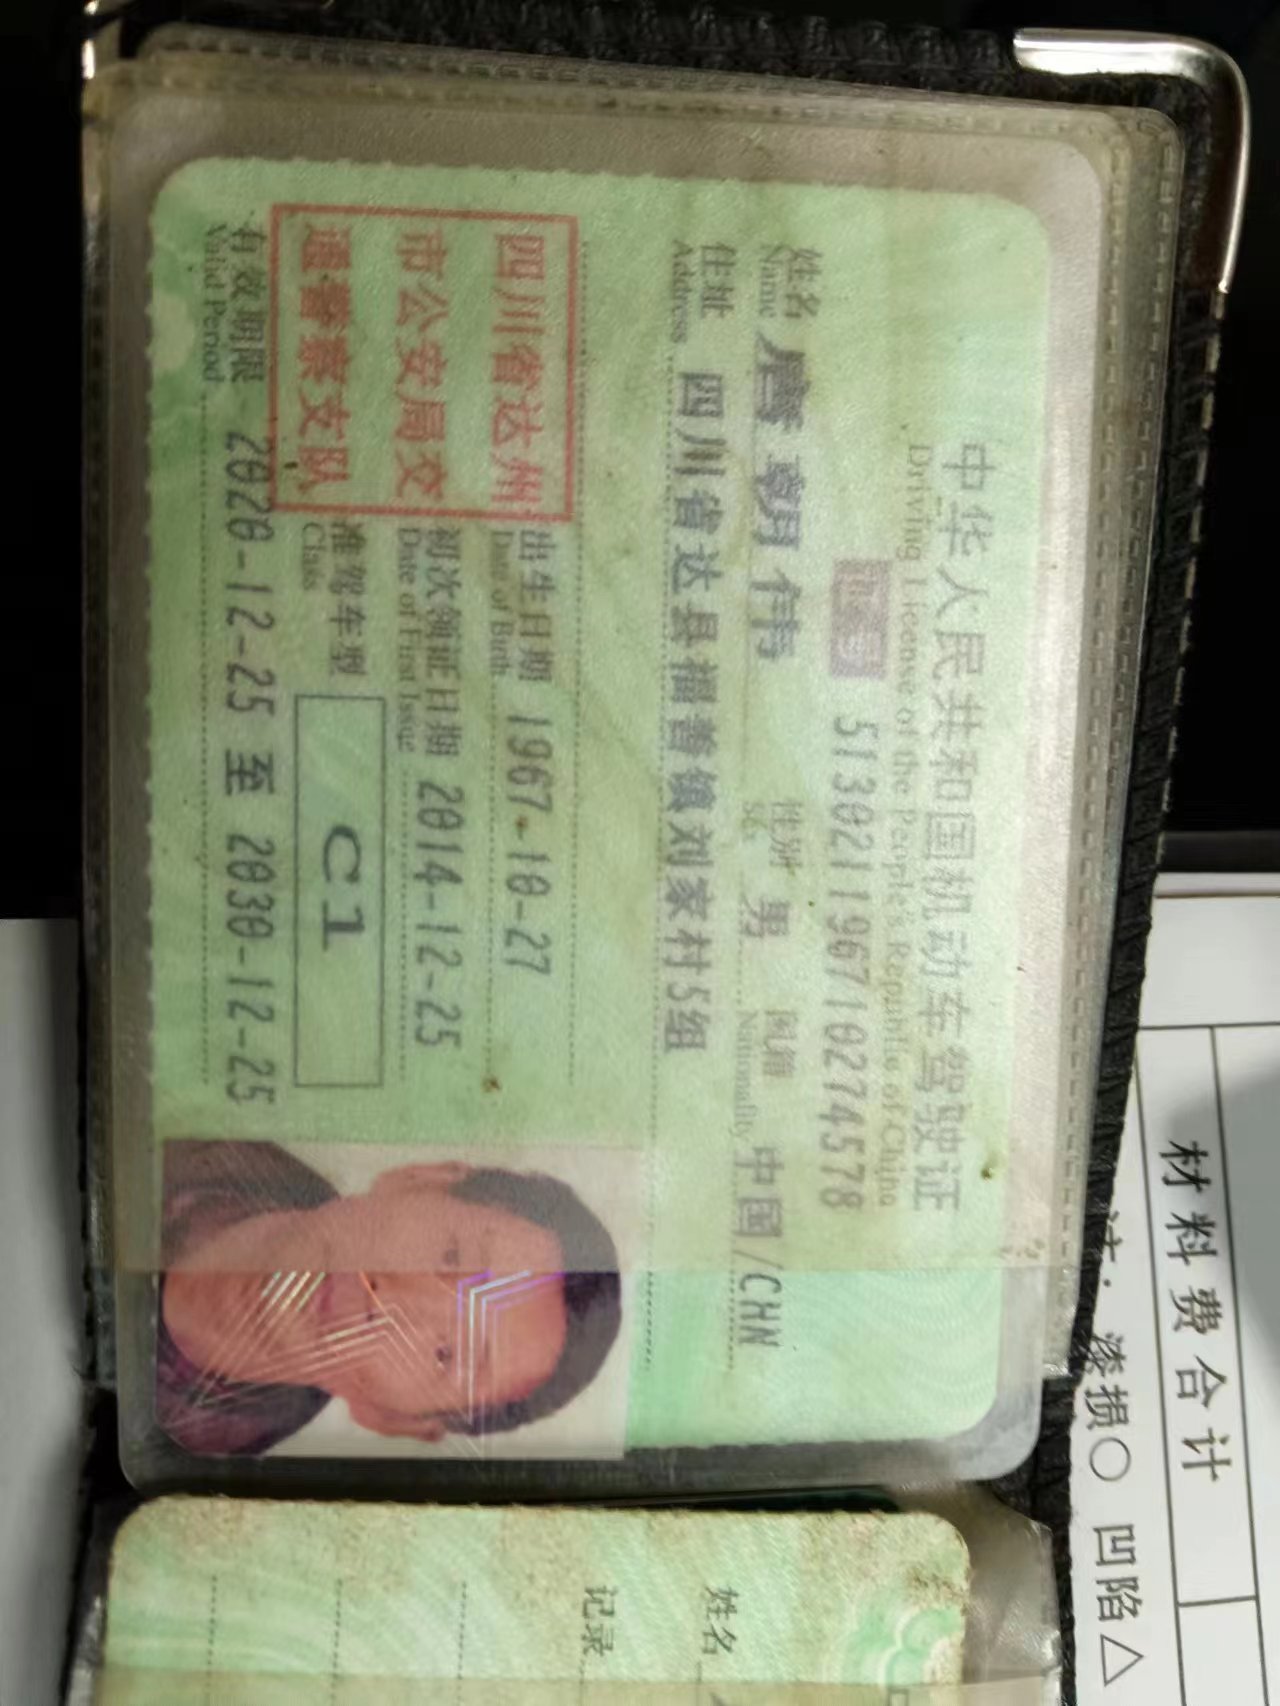 中华人民共和国机动车驾驶证
Driving License of the People's Republic of China
证号 513021196710274578
姓名 唐朝伟 性别 男 国籍 中国/CHN
Name Nationality
住址 四川省达县福善镇刘家村5组
Address
四川省达州
市公安局交
通警察支队
出生日期 1967-10-27
Date of Birth
初次领证日期 2014-12-25
Date of First Issue
准驾车型 C1
Class
有效期限 2020-12-25 至 2030-12-25
Valid Period
姓名
记录
材料费合计
注: 漆损○ 凹陷△